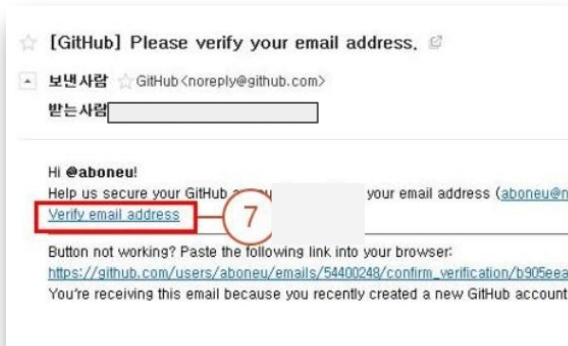 [GitHub] Please verify your email address.
보낸사람 GitHub<noreply@github.com>
받는사람
Hi @aboneu!
Help us secure your GitHub your email address (aboneu@n
Verify email address
7
Button not working? Paste the following link into your browser:
https://github.com/users/aboneu/emails/54400248/confirm_verification/b905eea
You're receiving this email because you recently created a new GitHub account